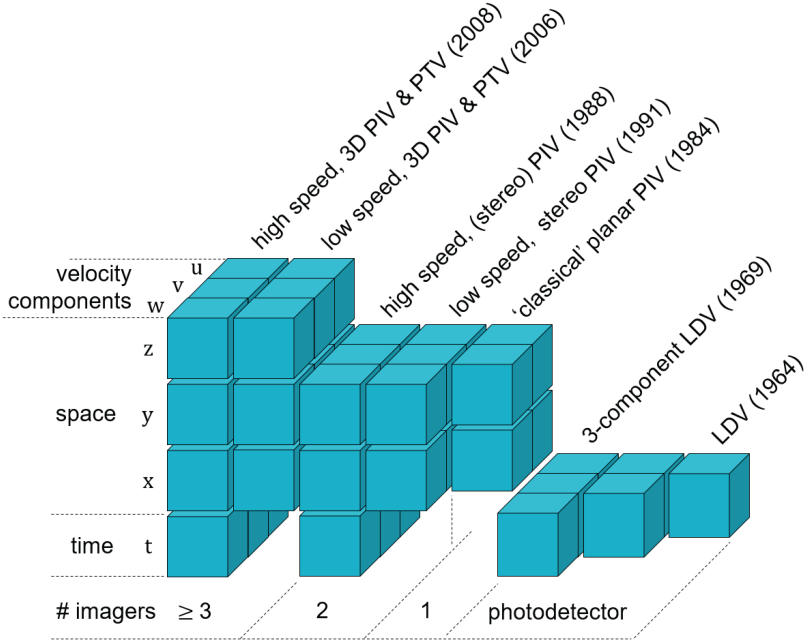 high speed, 3D PIV & PTV (2008)
low speed, 3D PIV & PTV (2006)
high speed, (stereo) PIV (1988)
low speed,  stereo PIV (1991)
‘classical’ planar PIV (1984)
3-component LDV (1969)
LDV (1964)
velocity
components
u
v
w
z
space
y
x
time
t
# imagers
≥ 3
2
1
photodetector